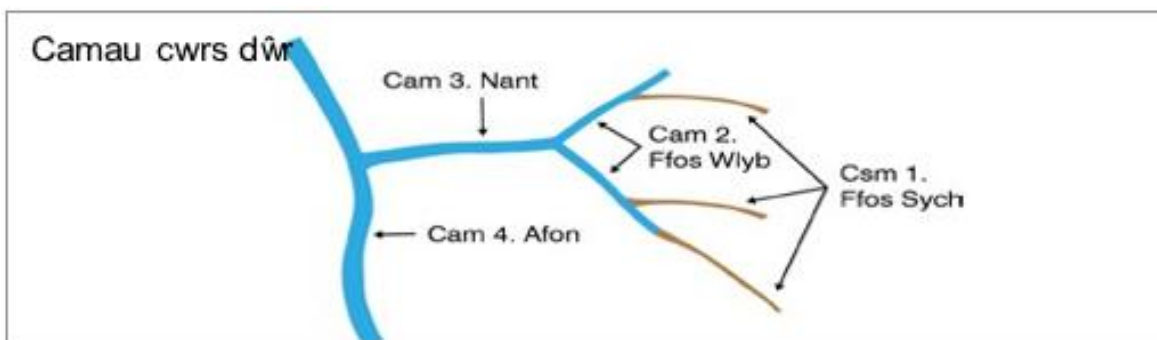 Camau cwrs dŵr
Cam 3. Nant
Cam 2.
Ffos Wlyb
Csm 1.
Ffos Sych
Cam 4. Afon